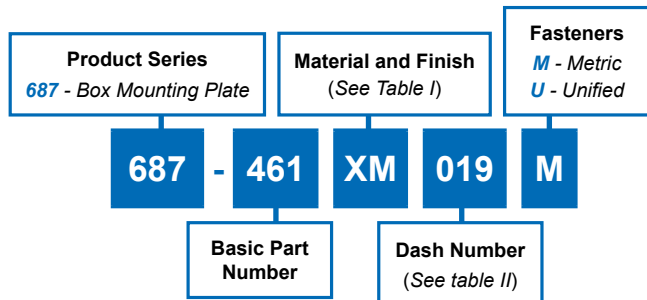 Product Series
687 - Box Mounting Plate
Material and Finish
(See Table I)
Fasteners
M - Metric
U - Unified
687 - 461 XM 019 M
Basic Part
Number
Dash Number
(See table II)